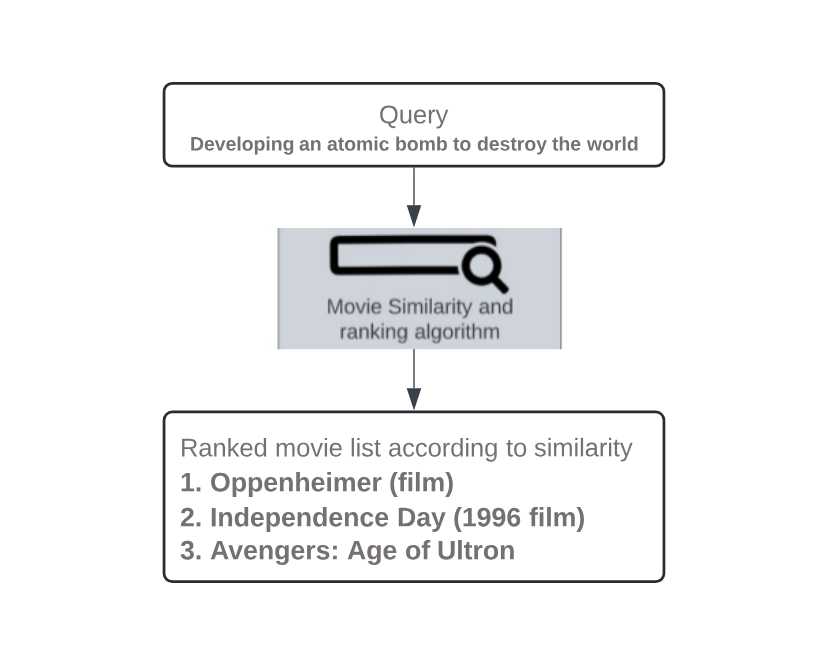 Query
Developing an atomic bomb to destroy the world
Movie Similarity and
ranking algorithm
Ranked movie list according to similarity
1. Oppenheimer (film)
2. Independence Day (1996 film)
3. Avengers: Age of Ultron